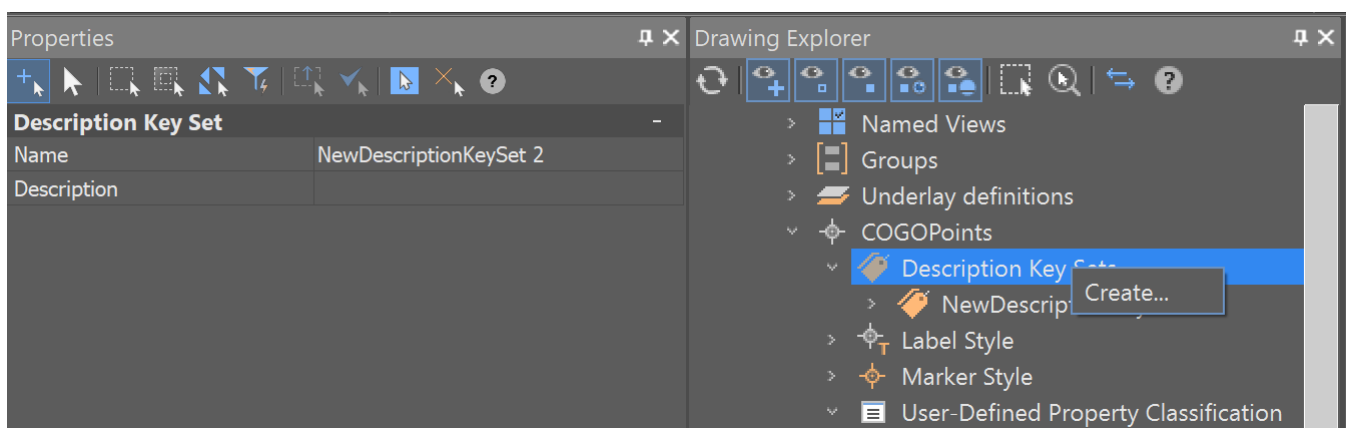 Properties
Description Key Set
Name NewDescriptionKeySet 2
Description
Drawing Explorer
Named Views
Groups
Underlay definitions
COGOPoints
Description Key
Create...
Label Style
Marker Style
User-Defined Property Classification